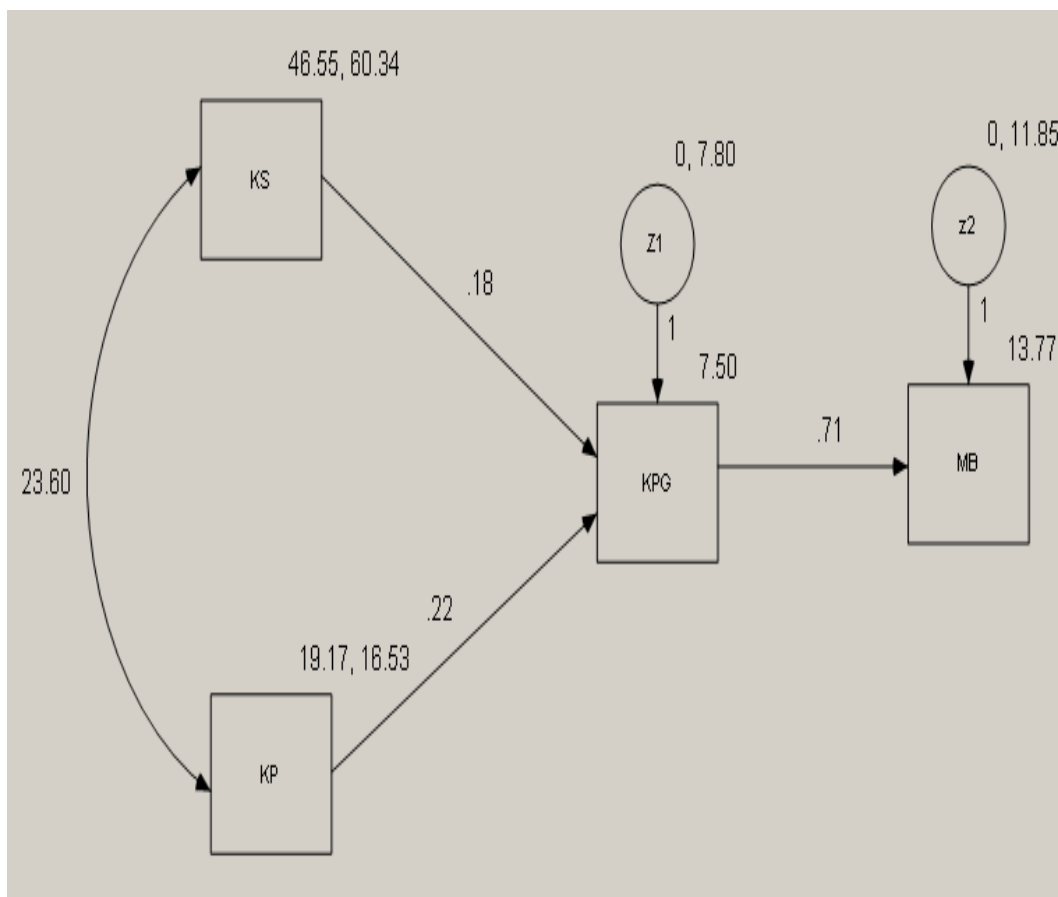 46.55, 60.34
KS
0, 7.80
Z1
1
0, 11.85
z2
1
.18
7.50
13.77
23.60
.71
KPG
MB
.22
19.17, 16.53
KP